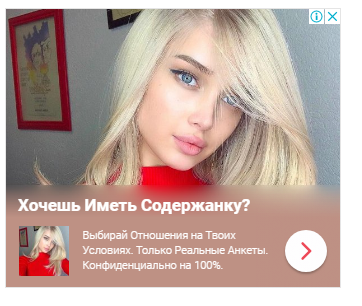 Хочешь Иметь Содержанку?
Выбирай Отношения на Твоих
Условиях. Только Реальные Анкеты.
Конфиденциально на 100%.